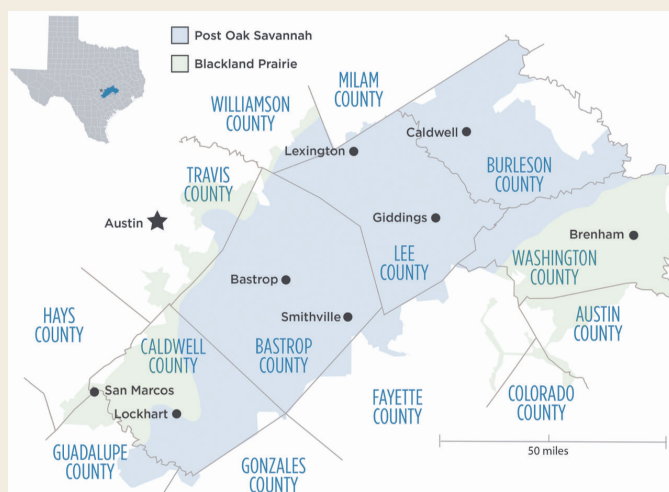 Post Oak Savannah
Blackland Prairie
MILAM
COUNTY
WILLIAMSON
COUNTY
Caldwell
Lexington
BURLESON
COUNTY
TRAVIS
COUNTY
Austin
Giddings
Brenham
LEE
COUNTY
WASHINGTON
COUNTY
Bastrop
Smithville
HAYS
COUNTY
AUSTIN
COUNTY
CALDWELL
COUNTY
BASTROP
COUNTY
San Marcos
Lockhart
FAYETTE
COUNTY
COLORADO
COUNTY
GUADALUPE
COUNTY
GONZALES
COUNTY
50 miles